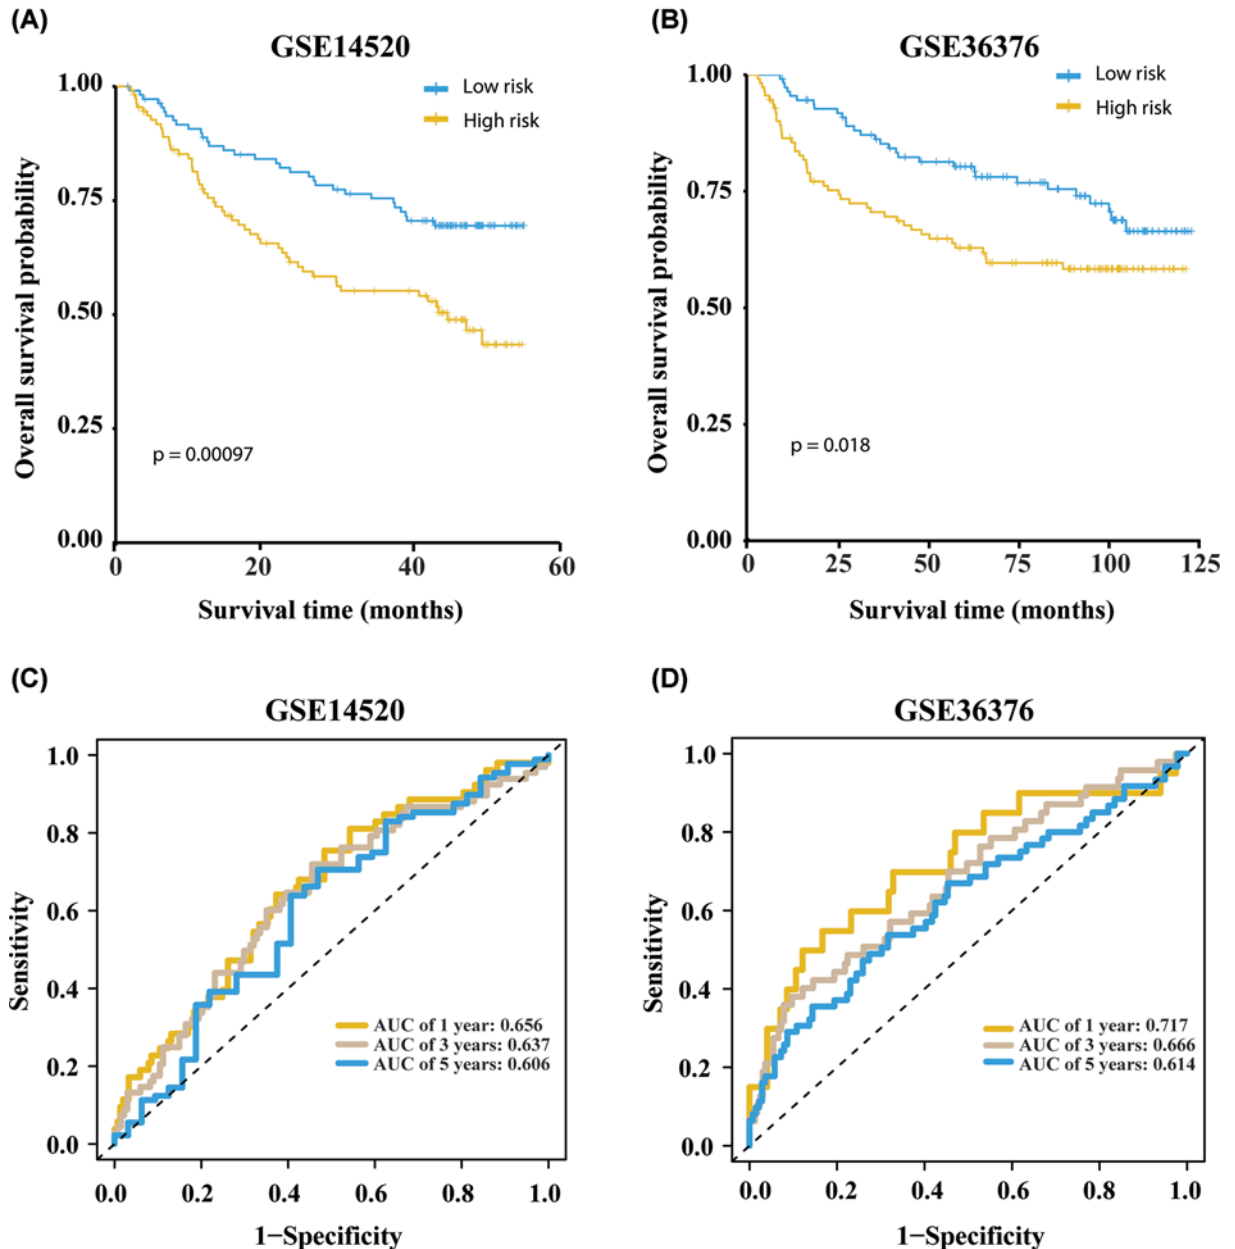 (A)
GSE14520
Low risk
High risk
1.00
0.75
0.50
0.25
0.00
Overall survival probability
p = 0.00097
0 20 40 60
Survival time (months)
(B)
GSE36376
Low risk
High risk
1.00
0.75
0.50
0.25
0.00
Overall survival probability
p = 0.018
0 25 50 75 100 125
Survival time (months)
(C)
GSE14520
1.0
0.8
0.6
0.4
0.2
0.0
Sensitivity
AUC of 1 year: 0.656
AUC of 3 years: 0.637
AUC of 5 years: 0.606
0.0 0.2 0.4 0.6 0.8 1.0
1−Specificity
(D)
GSE36376
1.0
0.8
0.6
0.4
0.2
0.0
Sensitivity
AUC of 1 year: 0.717
AUC of 3 years: 0.666
AUC of 5 years: 0.614
0.0 0.2 0.4 0.6 0.8 1.0
1−Specificity